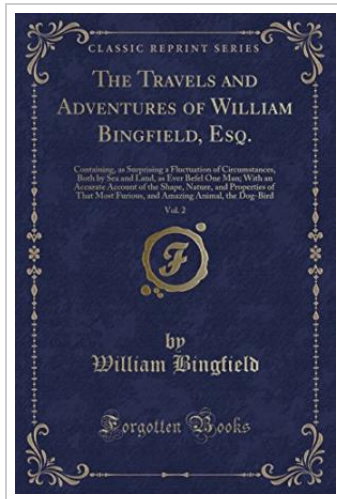 CLASSIC REPRINT SERIES
THE TRAVELS AND
ADVENTURES OF WILLIAM
BINGFIELD, ESQ.
Containing, as Surprising a Fluctuation of Circumstances,
Both by Sea and Land, as Ever Befel One Man; With an
Accurate Account of the Shape, Nature, and Properties of
That Most Furious, and Amazing Animal, the Dog-Bird
Vol. 2
F
by
William Bingfield
Forgotten Books